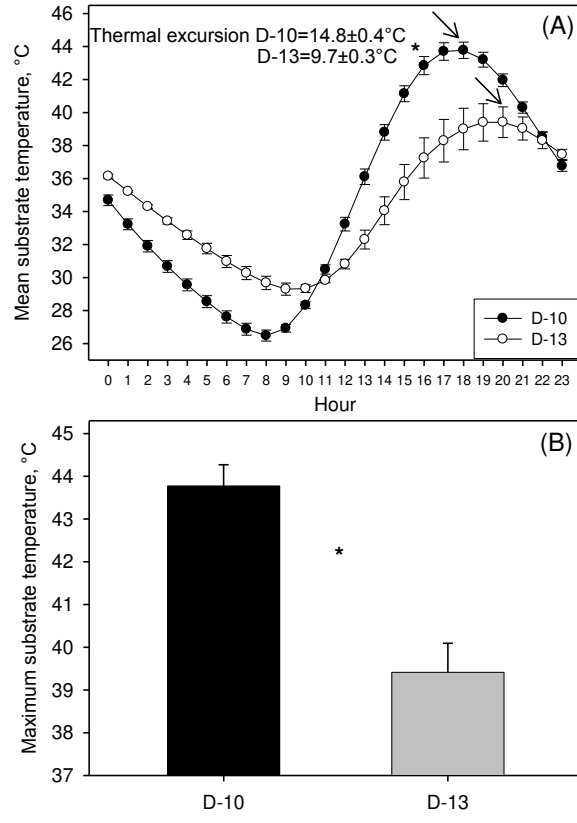 (A)
Thermal excursion D-10=14.8±0.4°C
D-13=9.7±0.3°C
*
Mean substrate temperature, °C
44
42
40
38
36
34
32
30
28
26
D-10
D-13
0 1 2 3 4 5 6 7 8 9 10 11 12 13 14 15 16 17 18 19 20 21 22 23
Hour
(B)
Maximum substrate temperature, °C
45
44
43
42
*
41
40
39
38
37
D-10 D-13